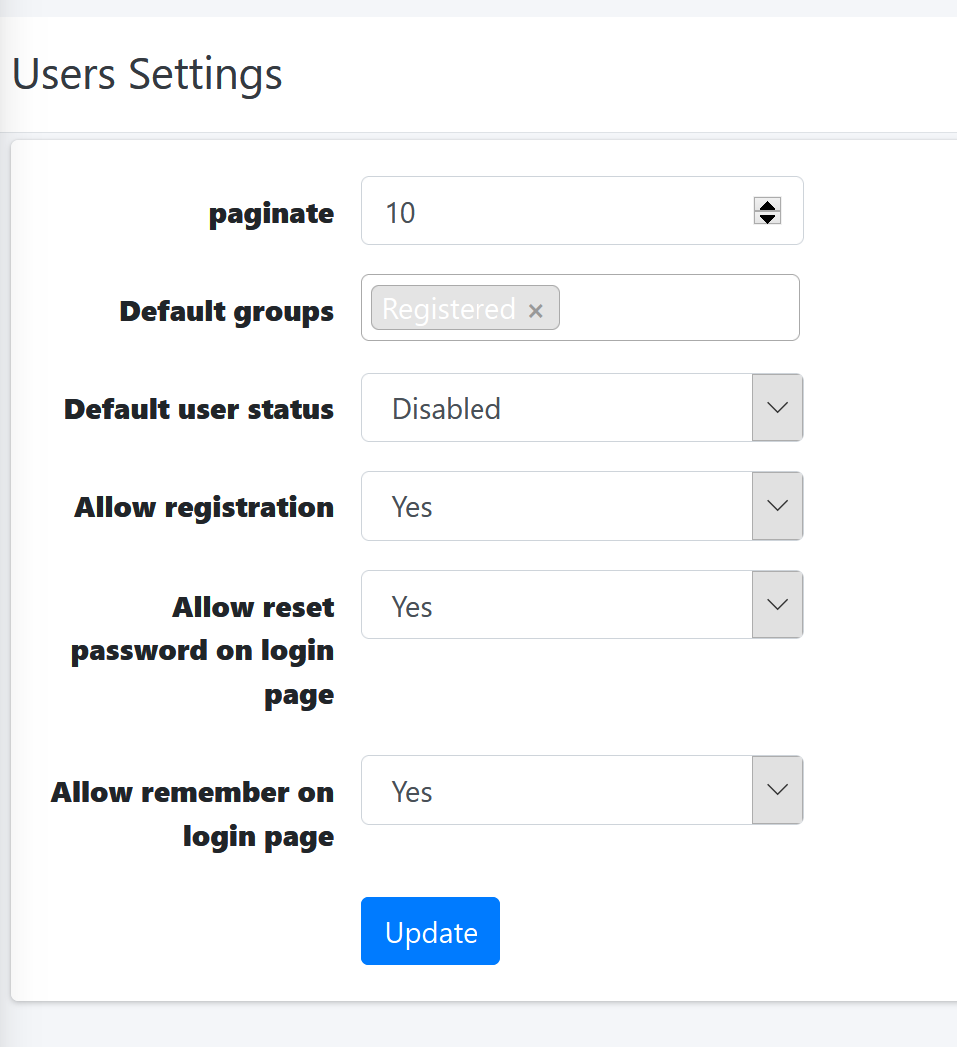 Users Settings
paginate
10
Default groups
Registered ×
Default user status
Disabled
Allow registration
Yes
Allow reset
password on login
page
Yes
Allow remember on
login page
Yes
Update